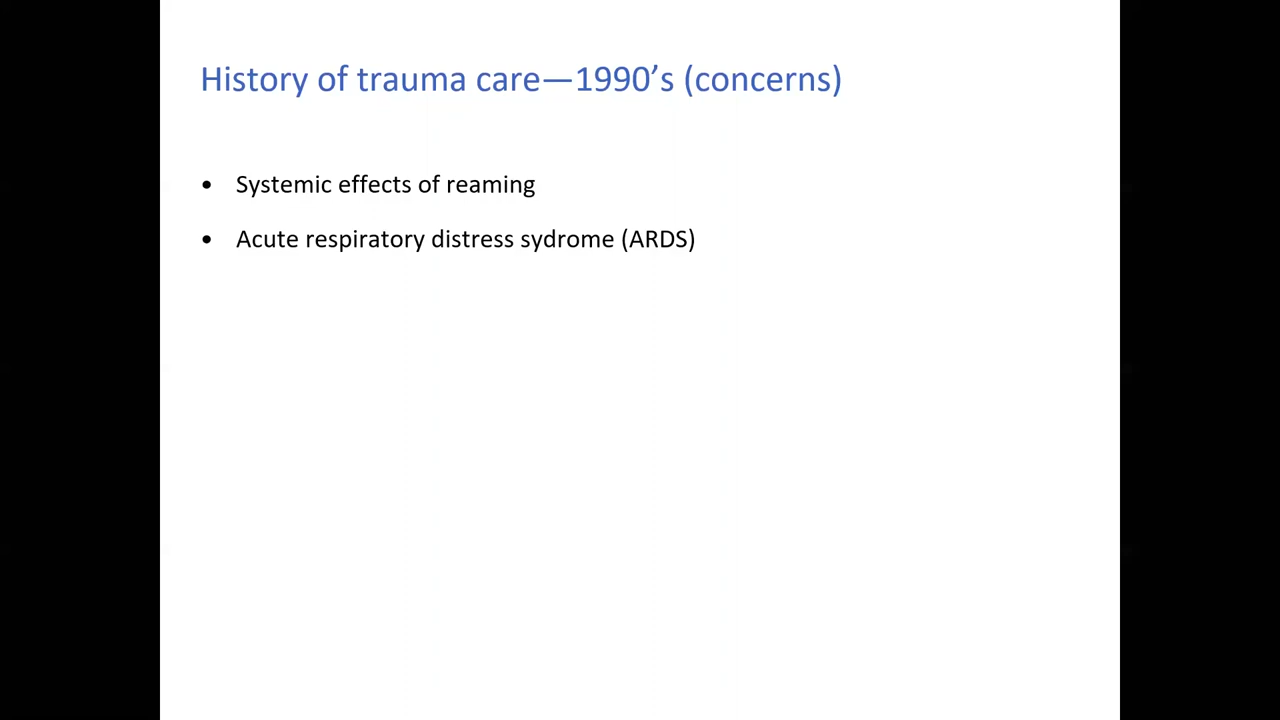 History of trauma care—1990’s (concerns)
• Systemic effects of reaming
• Acute respiratory distress sydrome (ARDS)